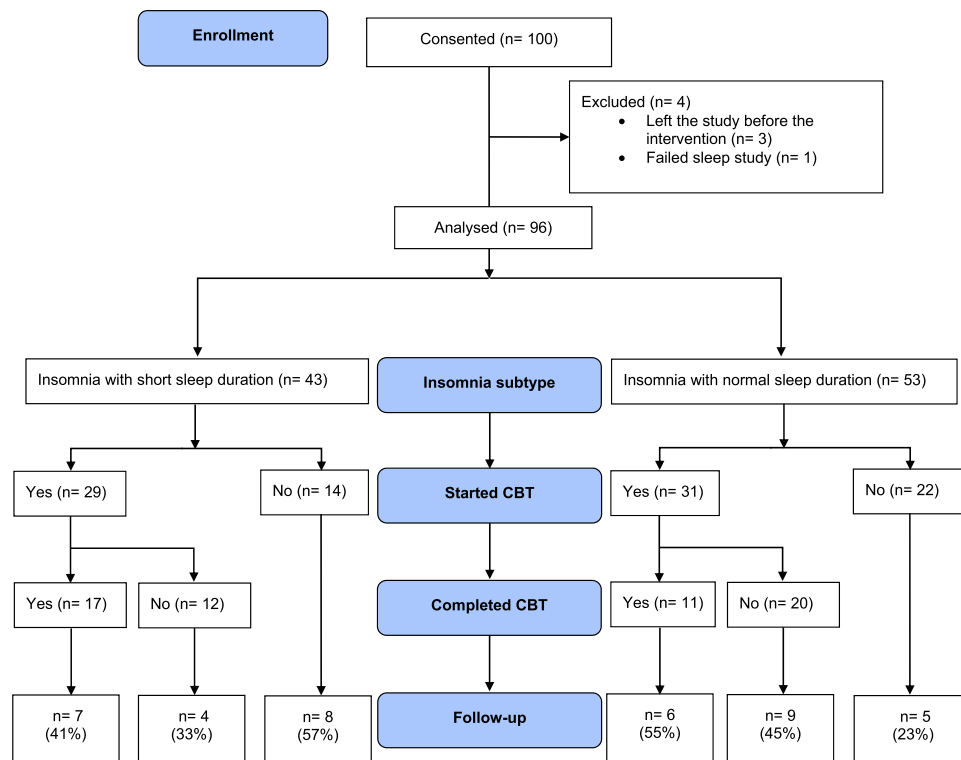 Enrollment
Consented (n= 100)
Excluded (n= 4)
• Left the study before the
intervention (n= 3)
• Failed sleep study (n= 1)
Analysed (n= 96)
Insomnia with short sleep duration (n= 43)
Insomnia subtype
Insomnia with normal sleep duration (n= 53)
Yes (n= 29)
No (n= 14)
Started CBT
Yes (n= 31)
No (n= 22)
Yes (n= 17)
No (n= 12)
Completed CBT
Yes (n= 11)
No (n= 20)
n= 7
(41%)
n= 4
(33%)
n= 8
(57%)
Follow-up
n= 6
(55%)
n= 9
(45%)
n= 5
(23%)